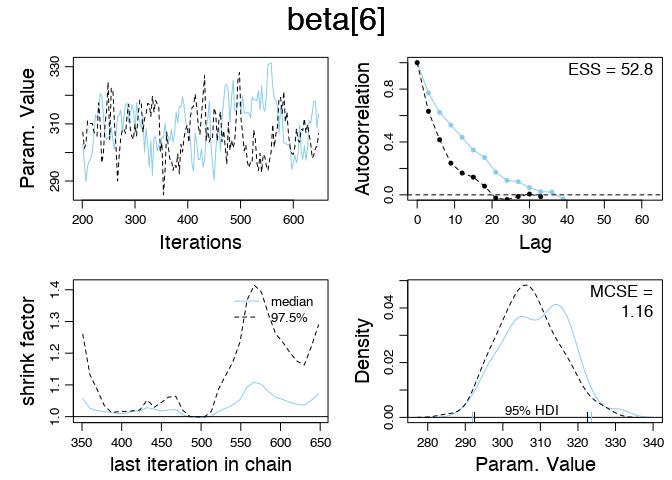 beta[6]
Param. Value
290
310
330
200 300 400 500 600
Iterations
Autocorrelation
0.0
0.4
0.8
ESS = 52.8
0 10 20 30 40 50 60
Lag
shrink factor
1.0
1.1
1.2
1.3
1.4
median
97.5%
350 400 450 500 550 600 650
last iteration in chain
Density
0.00
0.02
0.04
MCSE =
1.16
95% HDI
280 290 300 310 320 330 340
Param. Value